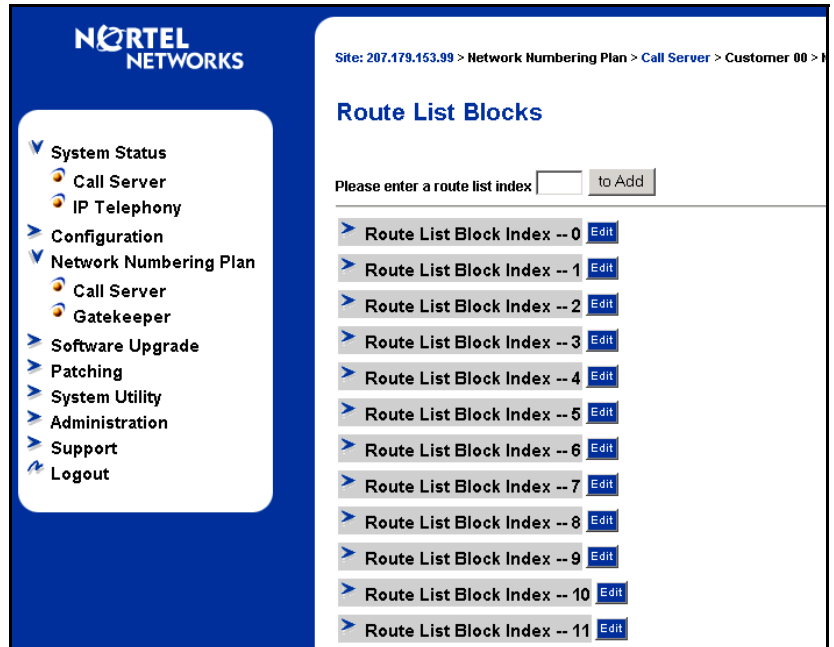 NORTEL
NETWORKS
System Status
Call Server
IP Telephony
Configuration
Network Numbering Plan
Call Server
Gatekeeper
Software Upgrade
Patching
System Utility
Administration
Support
Logout
Site: 207.179.153.99 > Network Numbering Plan > Call Server > Customer 00 >
Route List Blocks
Please enter a route list index to Add
Route List Block Index -- 0 Edit
Route List Block Index -- 1 Edit
Route List Block Index -- 2 Edit
Route List Block Index -- 3 Edit
Route List Block Index -- 4 Edit
Route List Block Index -- 5 Edit
Route List Block Index -- 6 Edit
Route List Block Index -- 7 Edit
Route List Block Index -- 8 Edit
Route List Block Index -- 9 Edit
Route List Block Index -- 10 Edit
Route List Block Index -- 11 Edit